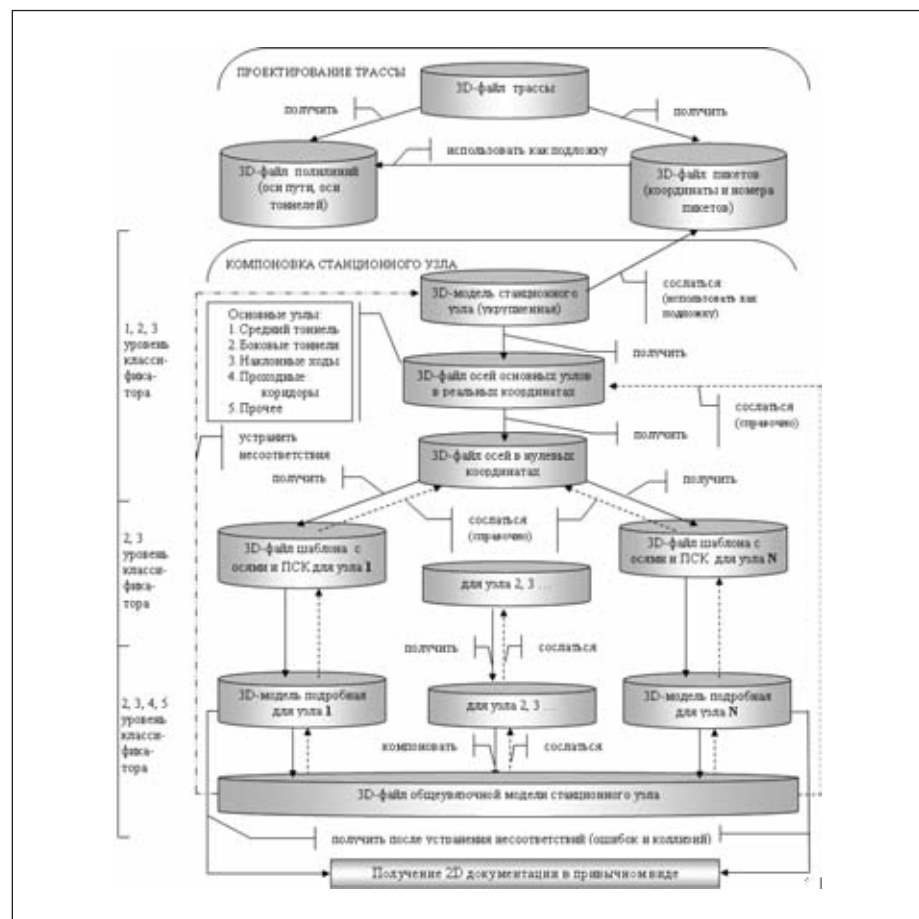 ПРОЕКТИРОВАНИЕ ТРАССЫ
3D-файл трассы
получить
получить
использовать как подложку
3D-файл полилиний
(оси пути, оси
тоннелей)
3D-файл пикетов
(координаты и номера
пикетов)
КОМПОНОВКА СТАНЦИОННОГО УЗЛА
3D-модель станционного
узла (укрупненная)
сослаться
(использовать как
подложку)
1, 2, 3
уровень
класси-
фика-
тора
Основные узлы:
1. Средний тоннель
2. Боковые тоннели
3. Наклонные ходы
4. Проходные
коридоры
5. Прочее
получить
3D-файл осей основных узлов
в реальных координатах
сослаться
(справочно)
получить
устранить
несоответствия
3D-файл осей в нулевых
координатах
получить
получить
сослаться
(справочно)
2, 3
уровень
класси-
фика-
тора
3D-файл шаблона с
осями и ПСК для узла 1
3D-файл шаблона с
осями и ПСК для узла N
для узла 2, 3 ...
получить
сослаться
2, 3, 4, 5
уровень
класси-
фика-
тора
3D-модель подробная
для узла 1
для узла 2, 3 ...
3D-модель подробная
для узла N
компоновать
сослаться
3D-файл общеувязочной модели станционного узла
получить после устранения несоответствий (ошибок и коллизий)
Получение 2D документации в привычном виде